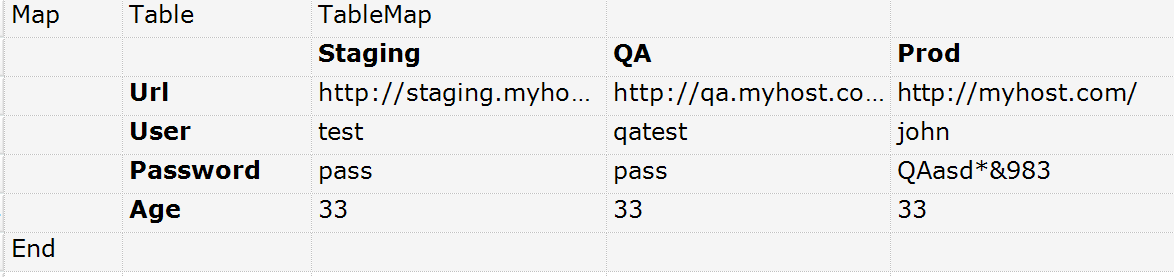 Map Table TableMap
Staging QA Prod
Url http://staging.myho... http://qa.myhost.co... http://myhost.com/
User test qatest john
Password pass pass QAasd*&983
Age 33 33 33
End